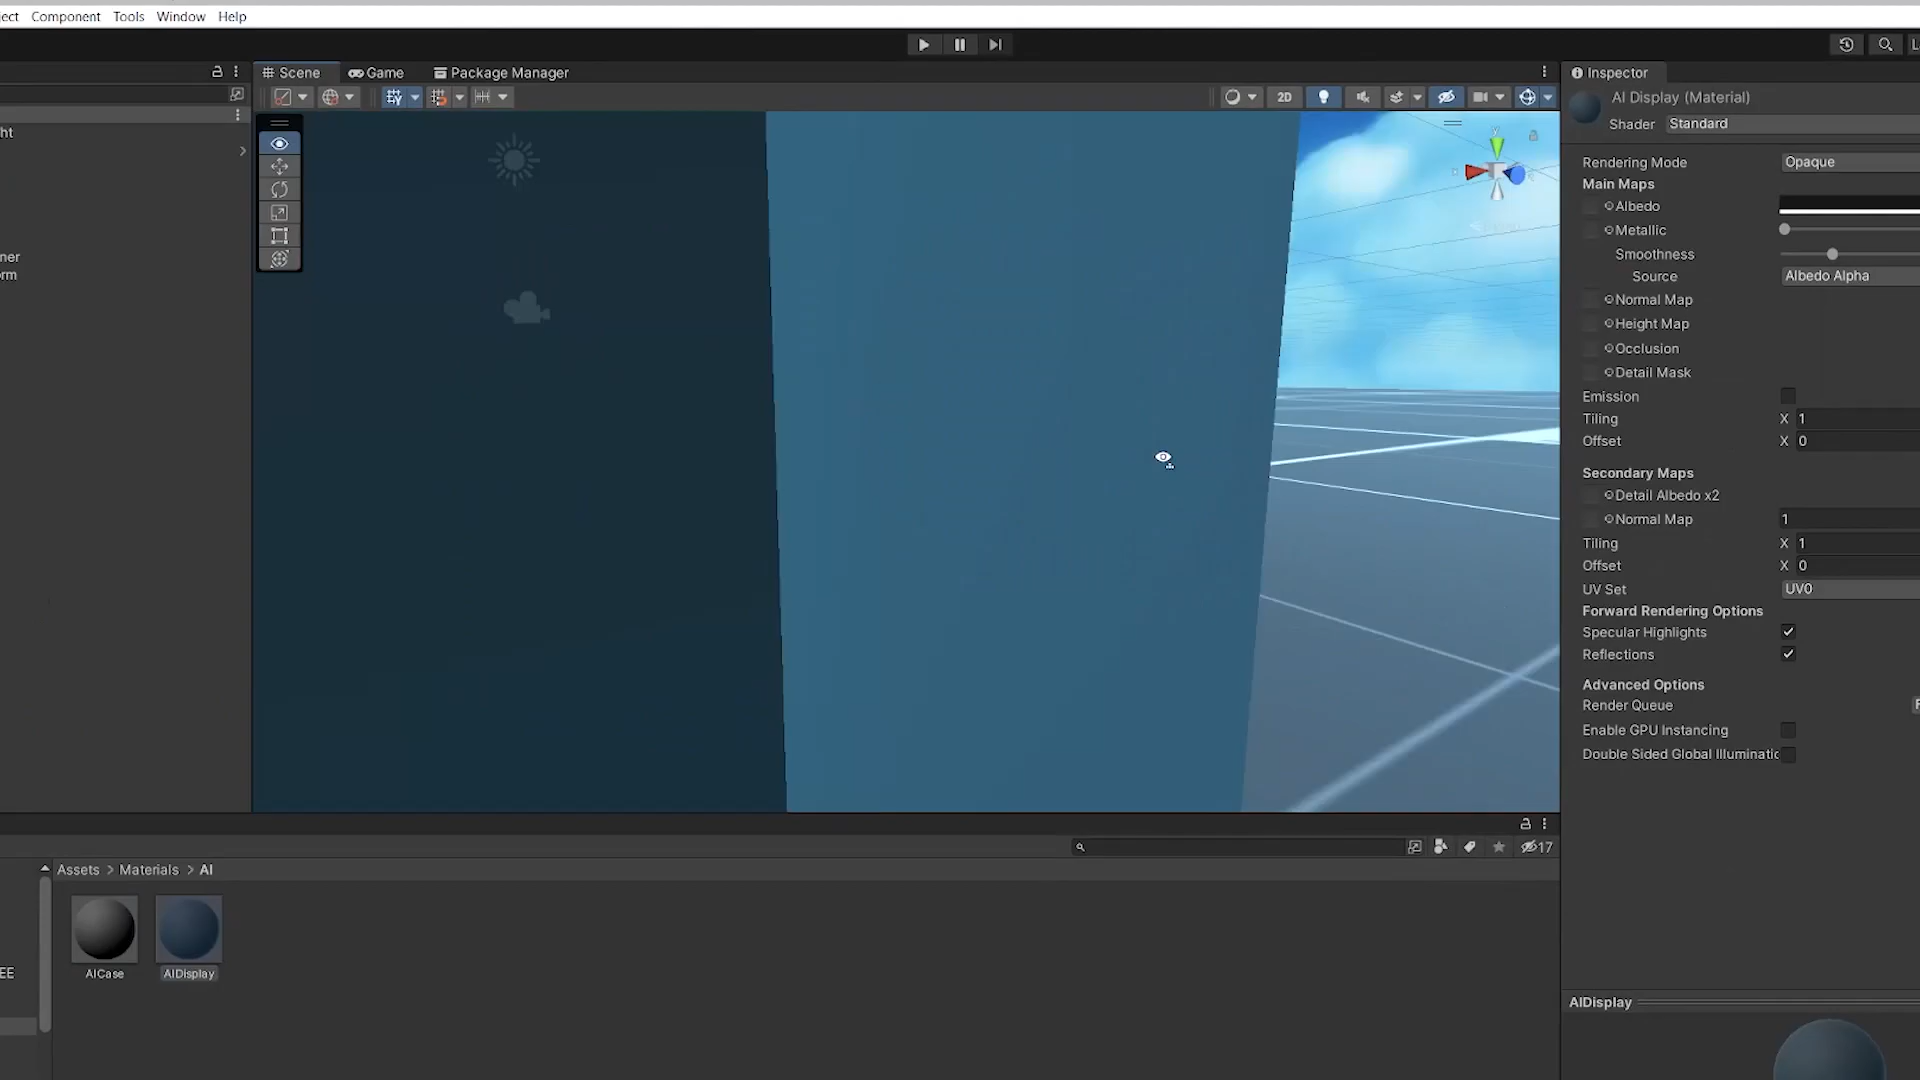 ject Component Tools Window Help
Scene Game Package Manager
Inspector
2D
AI Display (Material)
Shader Standard
ht
ner
rm
Rendering Mode Opaque
Main Maps
Albedo
Metallic
Smoothness
Source Albedo Alpha
Normal Map
Height Map
Occlusion
Detail Mask
Emission
Tiling X 1
Offset X 0
Secondary Maps
Detail Albedo x2
Normal Map 1
Tiling X 1
Offset X 0
UV Set UV0
Forward Rendering Options
Specular Highlights
Reflections
Advanced Options
Render Queue F
Enable GPU Instancing
Double Sided Global Illuminatic
17
Assets > Materials > AI
EE
AICase AIDisplay
AIDisplay